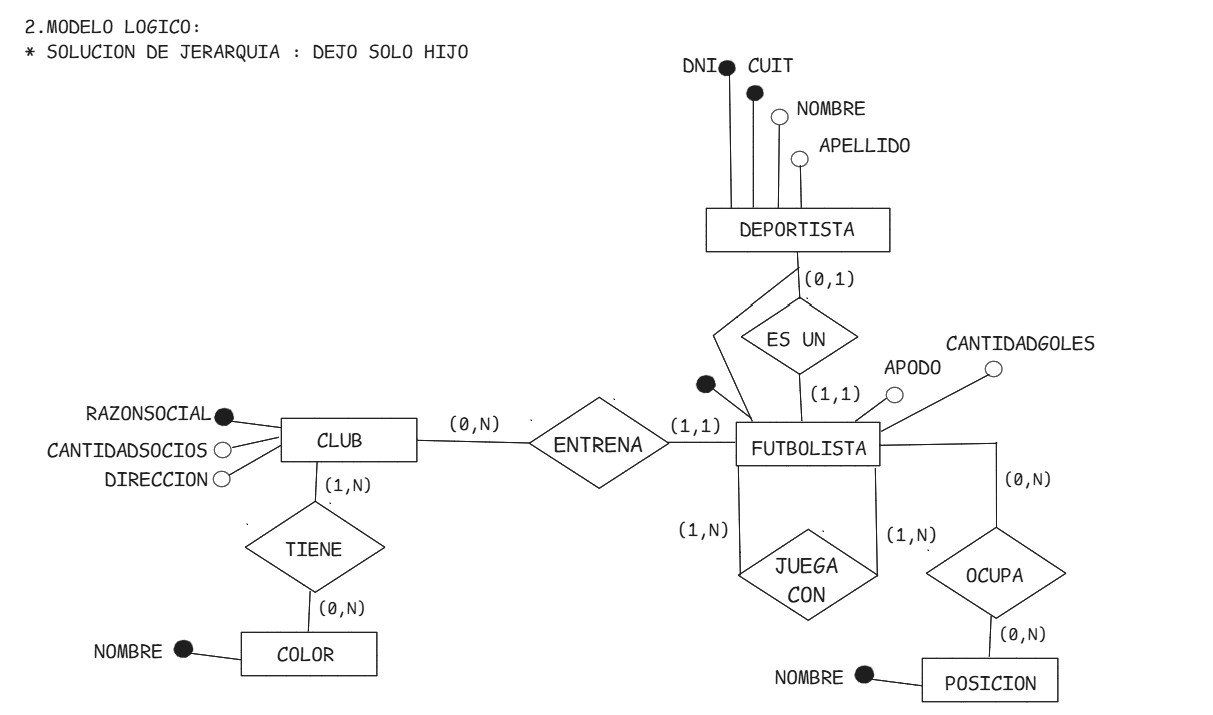 2.MODELO LOGICO:
* SOLUCION DE JERARQUIA : DEJO SOLO HIJO
DNI
CUIT
NOMBRE
APELLIDO
DEPORTISTA
(0,1)
ES UN
(1,1)
CANTIDADGOLES
APODO
RAZONSOCIAL
CANTIDADSOCIOS
DIRECCION
CLUB
(0,N)
ENTRENA
(1,1)
FUTBOLISTA
(1,N)
TIENE
(0,N)
NOMBRE
COLOR
(1,N)
JUEGA
CON
(1,N)
(0,N)
OCUPA
(0,N)
NOMBRE
POSICION